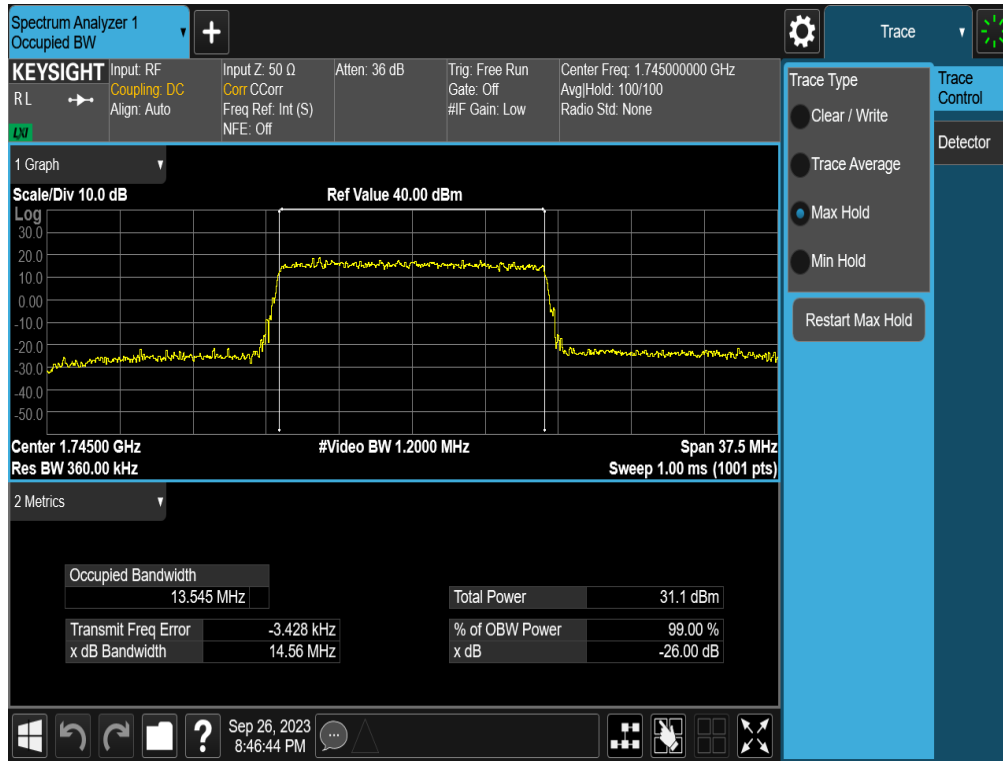 Spectrum Analyzer 1
Occupied BW
+
Trace
KEYSIGHT
R L
LXI
Input: RF
Coupling: DC
Align: Auto
Input Z: 50 Ω
Corr CCorr
Freq Ref: Int (S)
NFE: Off
Atten: 36 dB
Trig: Free Run
Gate: Off
#IF Gain: Low
Center Freq: 1.745000000 GHz
Avg|Hold: 100/100
Radio Std: None
Trace Type
Clear / Write
Trace Average
Max Hold
Min Hold
Restart Max Hold
Trace
Control
Detector
1 Graph
Scale/Div 10.0 dB
Ref Value 40.00 dBm
Log
30.0
20.0
10.0
0.00
-10.0
-20.0
-30.0
-40.0
-50.0
Center 1.74500 GHz
#Video BW 1.2000 MHz
Span 37.5 MHz
Res BW 360.00 kHz
Sweep 1.00 ms (1001 pts)
2 Metrics
Occupied Bandwidth
13.545 MHz
Total Power 31.1 dBm
Transmit Freq Error -3.428 kHz
% of OBW Power 99.00 %
x dB Bandwidth 14.56 MHz
x dB -26.00 dB
?
Sep 26, 2023
8:46:44 PM